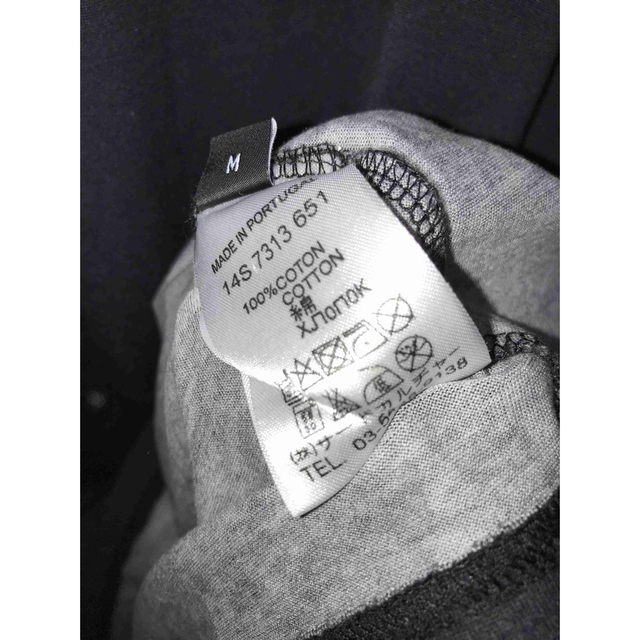 M
MADE IN PORTUGAL
14S 7313 651
100%COTON
COTTON
綿
ХЛОПОК
(株)サードカルチャー
TEL. 03-